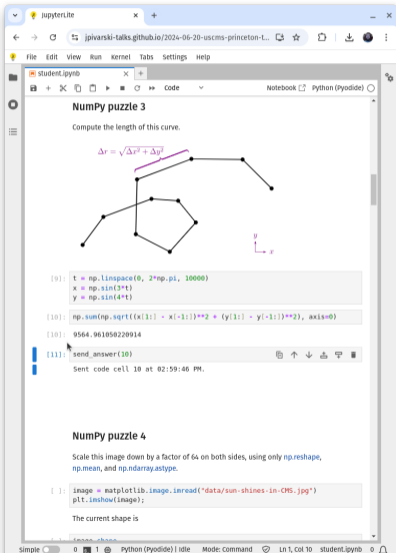 JupyterLite
jpivarski-talks.github.io/2024-06-20-uscms-princeton-t...
File Edit View Run Kernel Tabs Settings Help
student.ipynb
Code
Notebook
Python (Pyodide)
NumPy puzzle 3
Compute the length of this curve.
Δr = √Δx² + Δy²
y
x
[9]:
t = np.linspace(0, 2*np.pi, 10000)
x = np.sin(3*t)
y = np.sin(4*t)
[10]:
np.sum(np.sqrt((x[1:] - x[-1:])**2 + (y[1:] - y[-1:])**2), axis=0)
[10]:
9564.961050220914
[11]:
send_answer(10)
Sent code cell 10 at 02:59:46 PM.
NumPy puzzle 4
Scale this image down by a factor of 64 on both sides, using only np.reshape,
np.mean, and np.ndarray.astype.
[ ]:
image = matplotlib.image.imread("data/sun-shines-in-CMS.jpg")
plt.imshow(image);
The current shape is
[ ]:
image.shape
Simple 0 1 Python (Pyodide) | Idle Mode: Command Ln 1, Col 10 student.ipynb 0